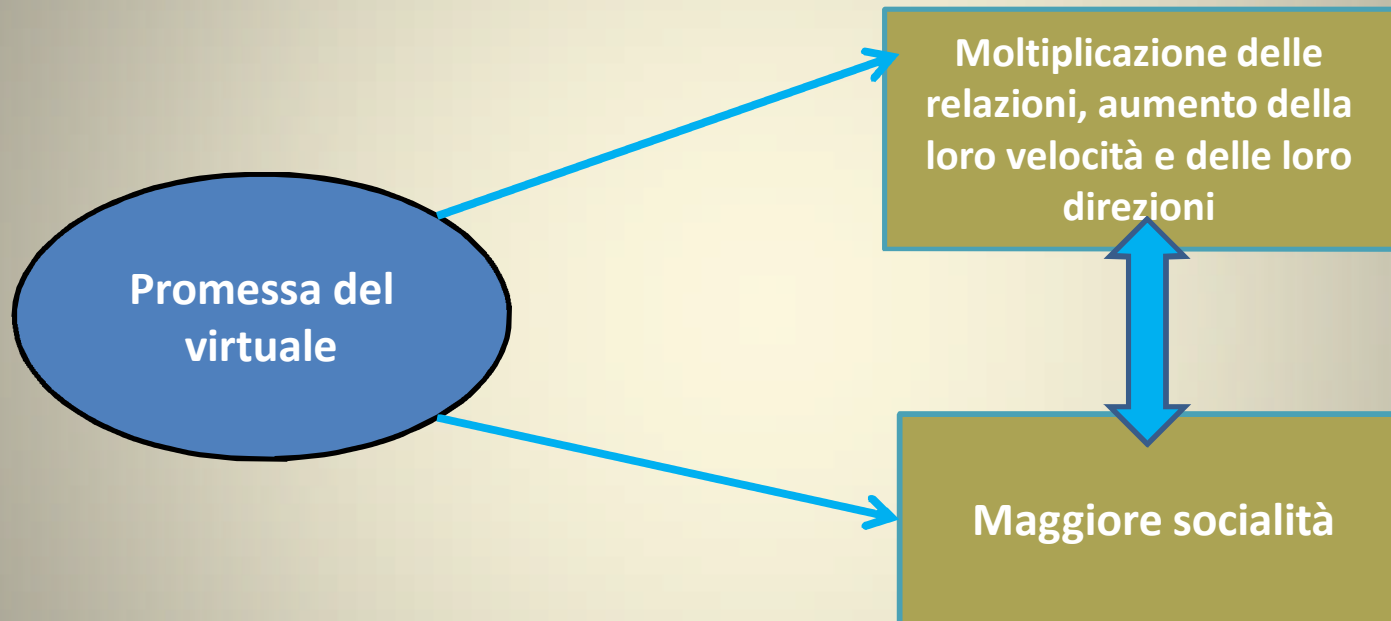 Moltiplicazione delle
relazioni, aumento della
loro velocità e delle loro
direzioni
Promessa del
virtuale
Maggiore socialità